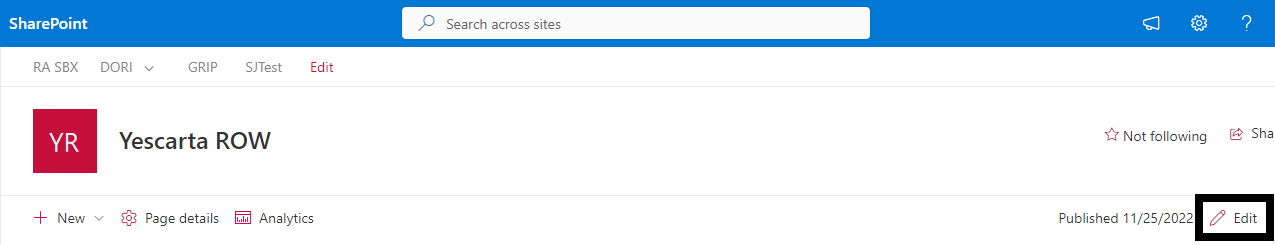 SharePoint Search across sites ?
RA SBX DORI GRIP SJTest Edit
YR Yescarta ROW Not following Sha
+ New Page details Analytics Published 11/25/2022 Edit